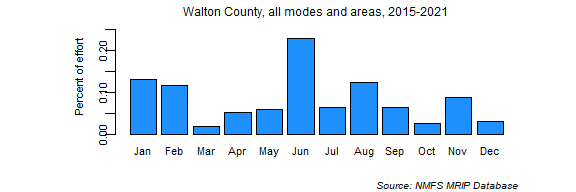 Walton County, all modes and areas, 2015-2021
Percent of effort
0.20
0.10
0.00
Jan Feb Mar Apr May Jun Jul Aug Sep Oct Nov Dec
Source: NMFS MRIP Database